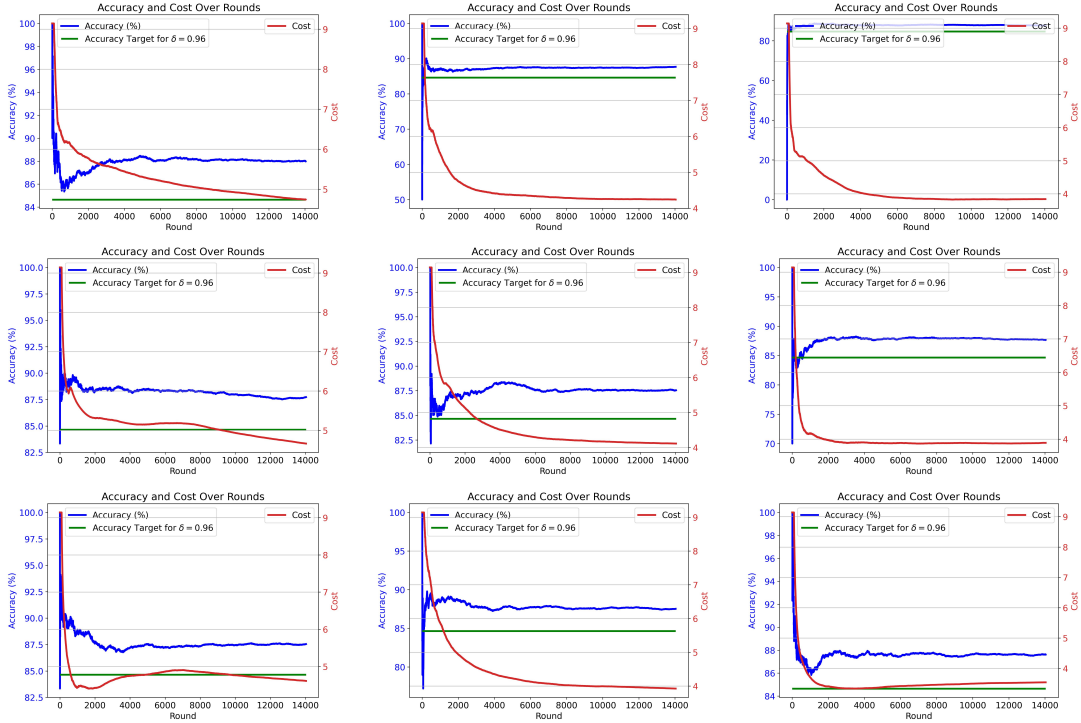 Accuracy and Cost Over Rounds
Accuracy (%)
Accuracy Target for δ = 0.96
Cost
100
98
96
94
92
90
88
86
84
Accuracy (%)
9
8
7
6
5
Cost
0 2000 4000 6000 8000 10000 12000 14000
Round
Accuracy and Cost Over Rounds
Accuracy (%)
Accuracy Target for δ = 0.96
Cost
100
90
80
70
60
50
Accuracy (%)
9
8
7
6
5
4
Cost
0 2000 4000 6000 8000 10000 12000 14000
Round
Accuracy and Cost Over Rounds
Accuracy (%)
Accuracy Target for δ = 0.96
Cost
80
60
40
20
0
Accuracy (%)
9
8
7
6
5
4
Cost
0 2000 4000 6000 8000 10000 12000 14000
Round
Accuracy and Cost Over Rounds
Accuracy (%)
Accuracy Target for δ = 0.96
Cost
100.0
97.5
95.0
92.5
90.0
87.5
85.0
82.5
Accuracy (%)
9
8
7
6
5
Cost
0 2000 4000 6000 8000 10000 12000 14000
Round
Accuracy and Cost Over Rounds
Accuracy (%)
Accuracy Target for δ = 0.96
Cost
100.0
97.5
95.0
92.5
90.0
87.5
85.0
82.5
Accuracy (%)
9
8
7
6
5
4
Cost
0 2000 4000 6000 8000 10000 12000 14000
Round
Accuracy and Cost Over Rounds
Accuracy (%)
Accuracy Target for δ = 0.96
Cost
100
95
90
85
80
75
70
Accuracy (%)
9
8
7
6
5
4
Cost
0 2000 4000 6000 8000 10000 12000 14000
Round
Accuracy and Cost Over Rounds
Accuracy (%)
Accuracy Target for δ = 0.96
Cost
100.0
97.5
95.0
92.5
90.0
87.5
85.0
82.5
Accuracy (%)
9
8
7
6
5
Cost
0 2000 4000 6000 8000 10000 12000 14000
Round
Accuracy and Cost Over Rounds
Accuracy (%)
Accuracy Target for δ = 0.96
Cost
100
95
90
85
80
Accuracy (%)
9
8
7
6
5
4
Cost
0 2000 4000 6000 8000 10000 12000 14000
Round
Accuracy and Cost Over Rounds
Accuracy (%)
Accuracy Target for δ = 0.96
Cost
100
98
96
94
92
90
88
86
84
Accuracy (%)
9
8
7
6
5
4
Cost
0 2000 4000 6000 8000 10000 12000 14000
Round